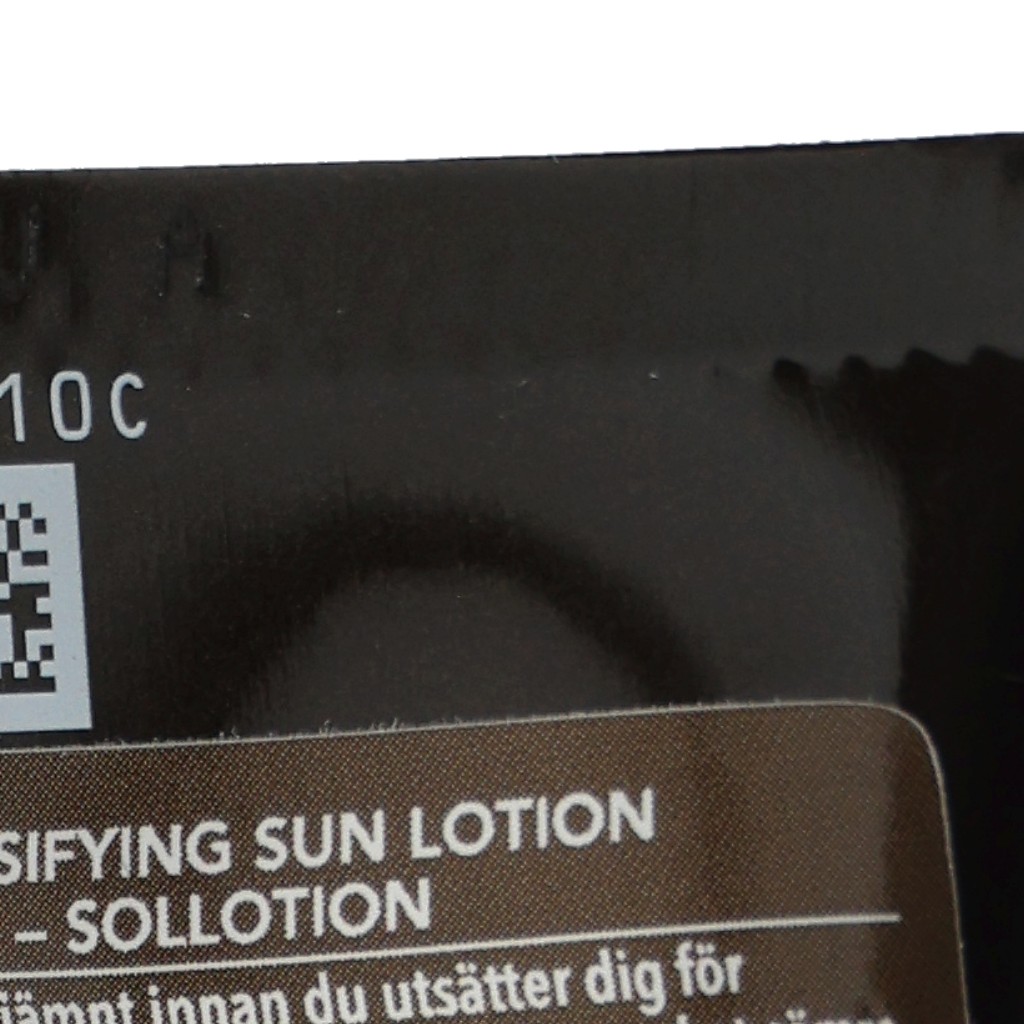 10C
SIFYING SUN LOTION
– SOLLOTION
jämnt innan du utsätter dig för